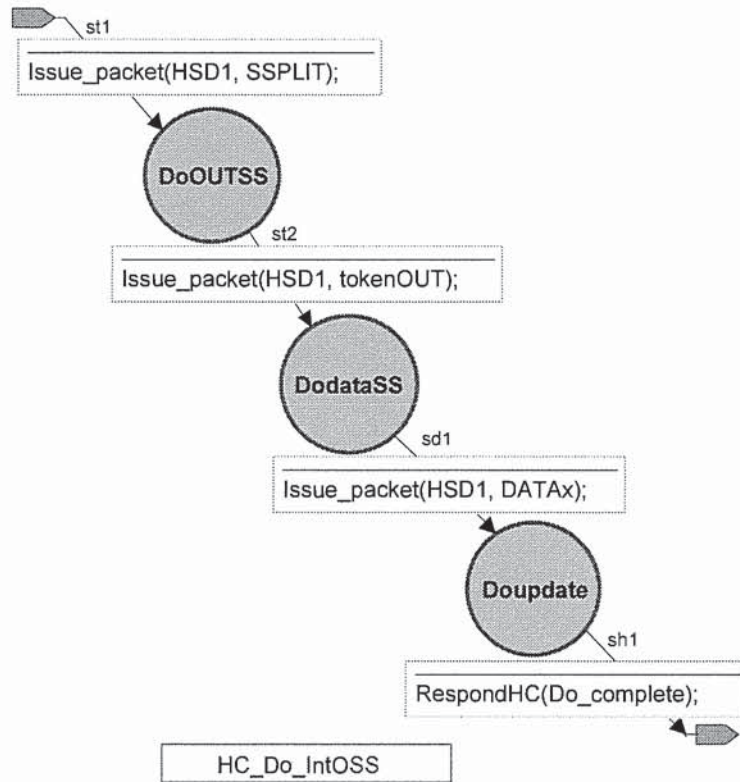 st1
Issue_packet(HSD1, SSPLIT);
DoOUTSS
st2
Issue_packet(HSD1, tokenOUT);
DodataSS
sd1
Issue_packet(HSD1, DATAx);
Doupdate
sh1
RespondHC(Do_complete);
HC_Do_IntOSS